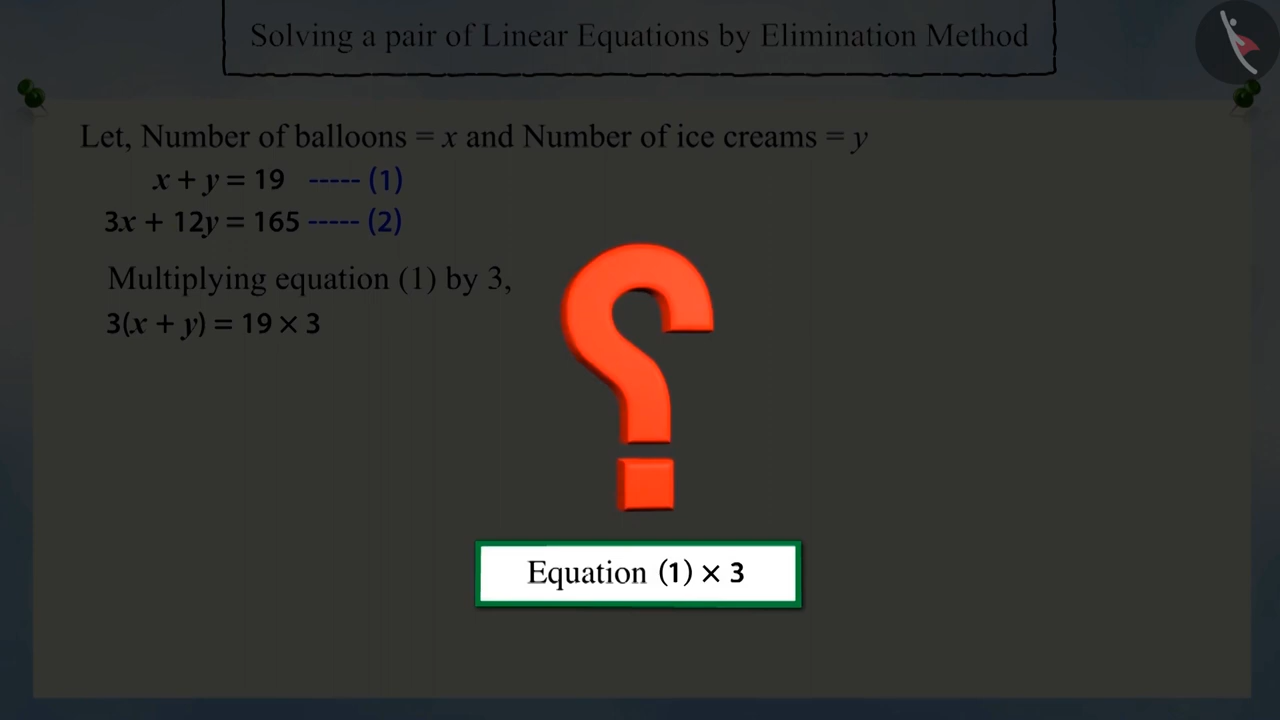 Solving a pair of Linear Equations by Elimination Method
Let, Number of balloons = x and Number of ice creams = y
x + y = 19 ----- (1)
3x + 12y = 165 ----- (2)
Multiplying equation (1) by 3,
3(x + y) = 19 × 3
?
Equation (1) × 3